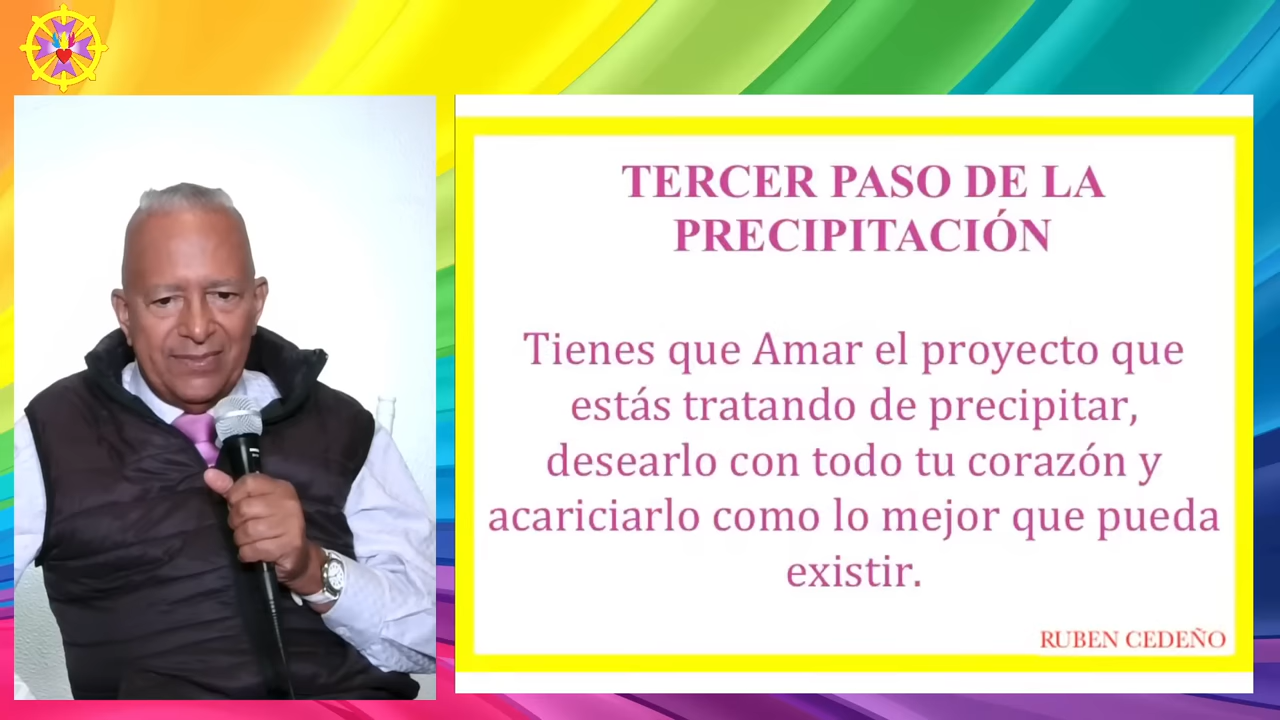 TERCER PASO DE LA
PRECIPITACIÓN
Tienes que Amar el proyecto que
estás tratando de precipitar,
desearlo con todo tu corazón y
acariciarlo como lo mejor que pueda
existir.
RUBEN CEDEÑO